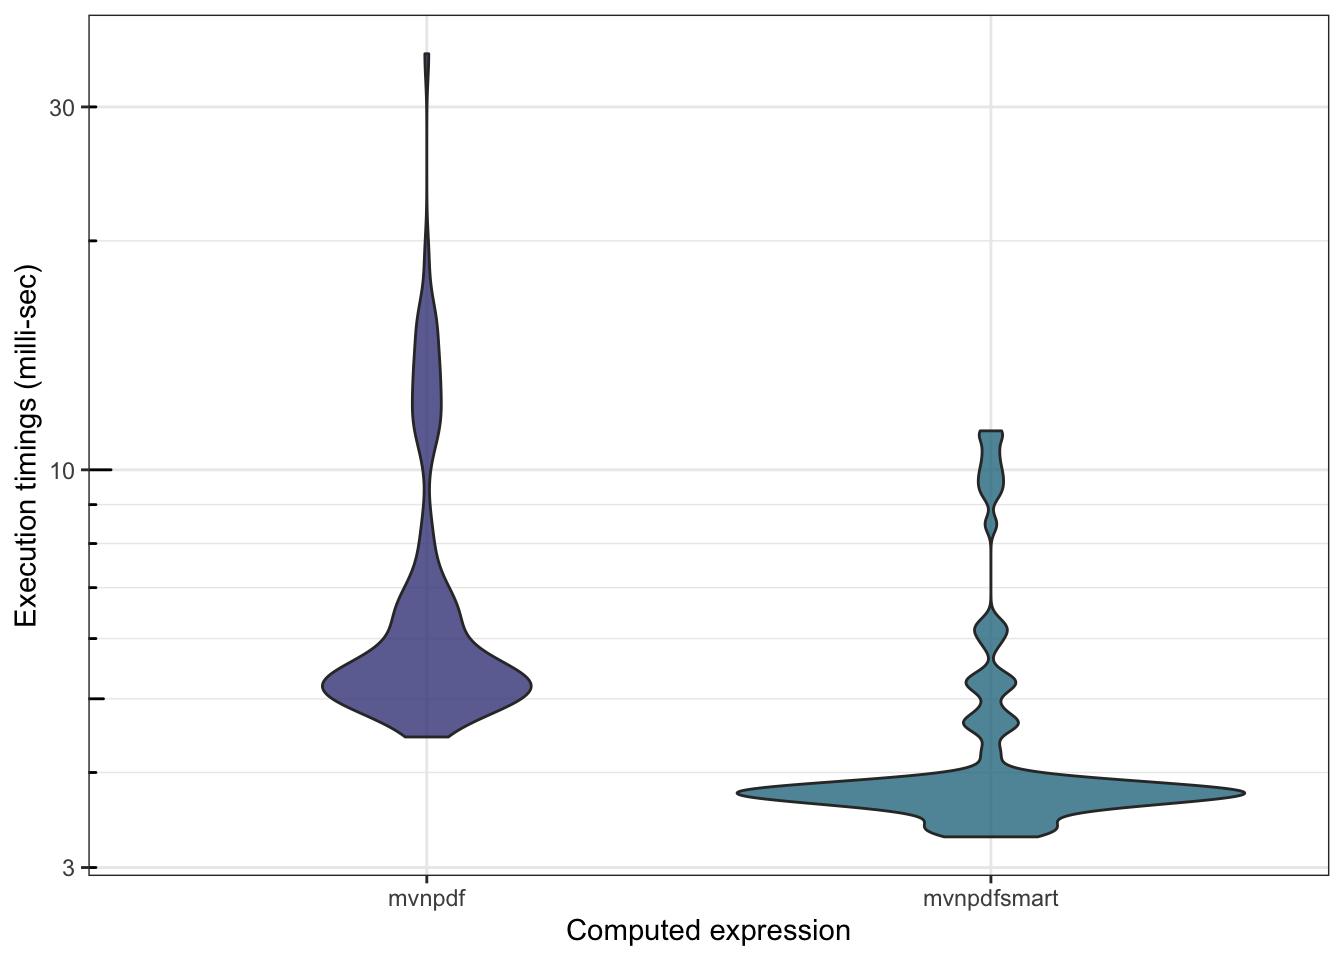 Execution timings (milli-sec)
30
10
3
mvnpdf
mvnpdfsmart
Computed expression